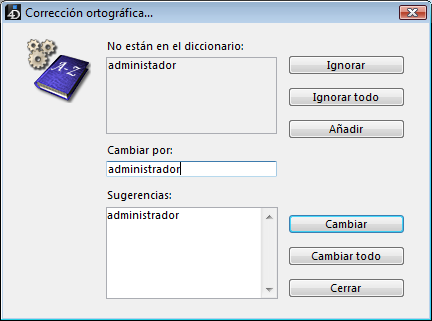 Corrección ortográfica...
No están en el diccionario:
administador
Ignorar
Ignorar todo
Añadir
Cambiar por:
administrador
Sugerencias:
administrador
Cambiar
Cambiar todo
Cerrar
A-Z
4D